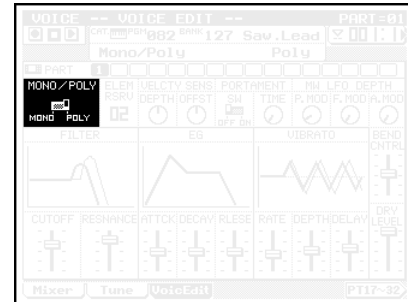 VOICE -- VOICE EDIT -- PART=01
CAT. PGM 082 BANK 127 Saw.Lead
Mono/Poly Poly
PART 1
MONO/POLY ELEM RSRV VELCTY SENS PORTAMENT MW LFO DEPTH
DEPTH OFFST SW TIME P.MOD F.MOD A.MOD
MONO POLY 02 OFF ON
FILTER EG VIBRATO BEND CNTRL
CUTOFF RESNANCE ATTCK DECAY RLESE RATE DEPTH DELAY DRY LEVEL
Mixer Tune VoicEdit PT17~32